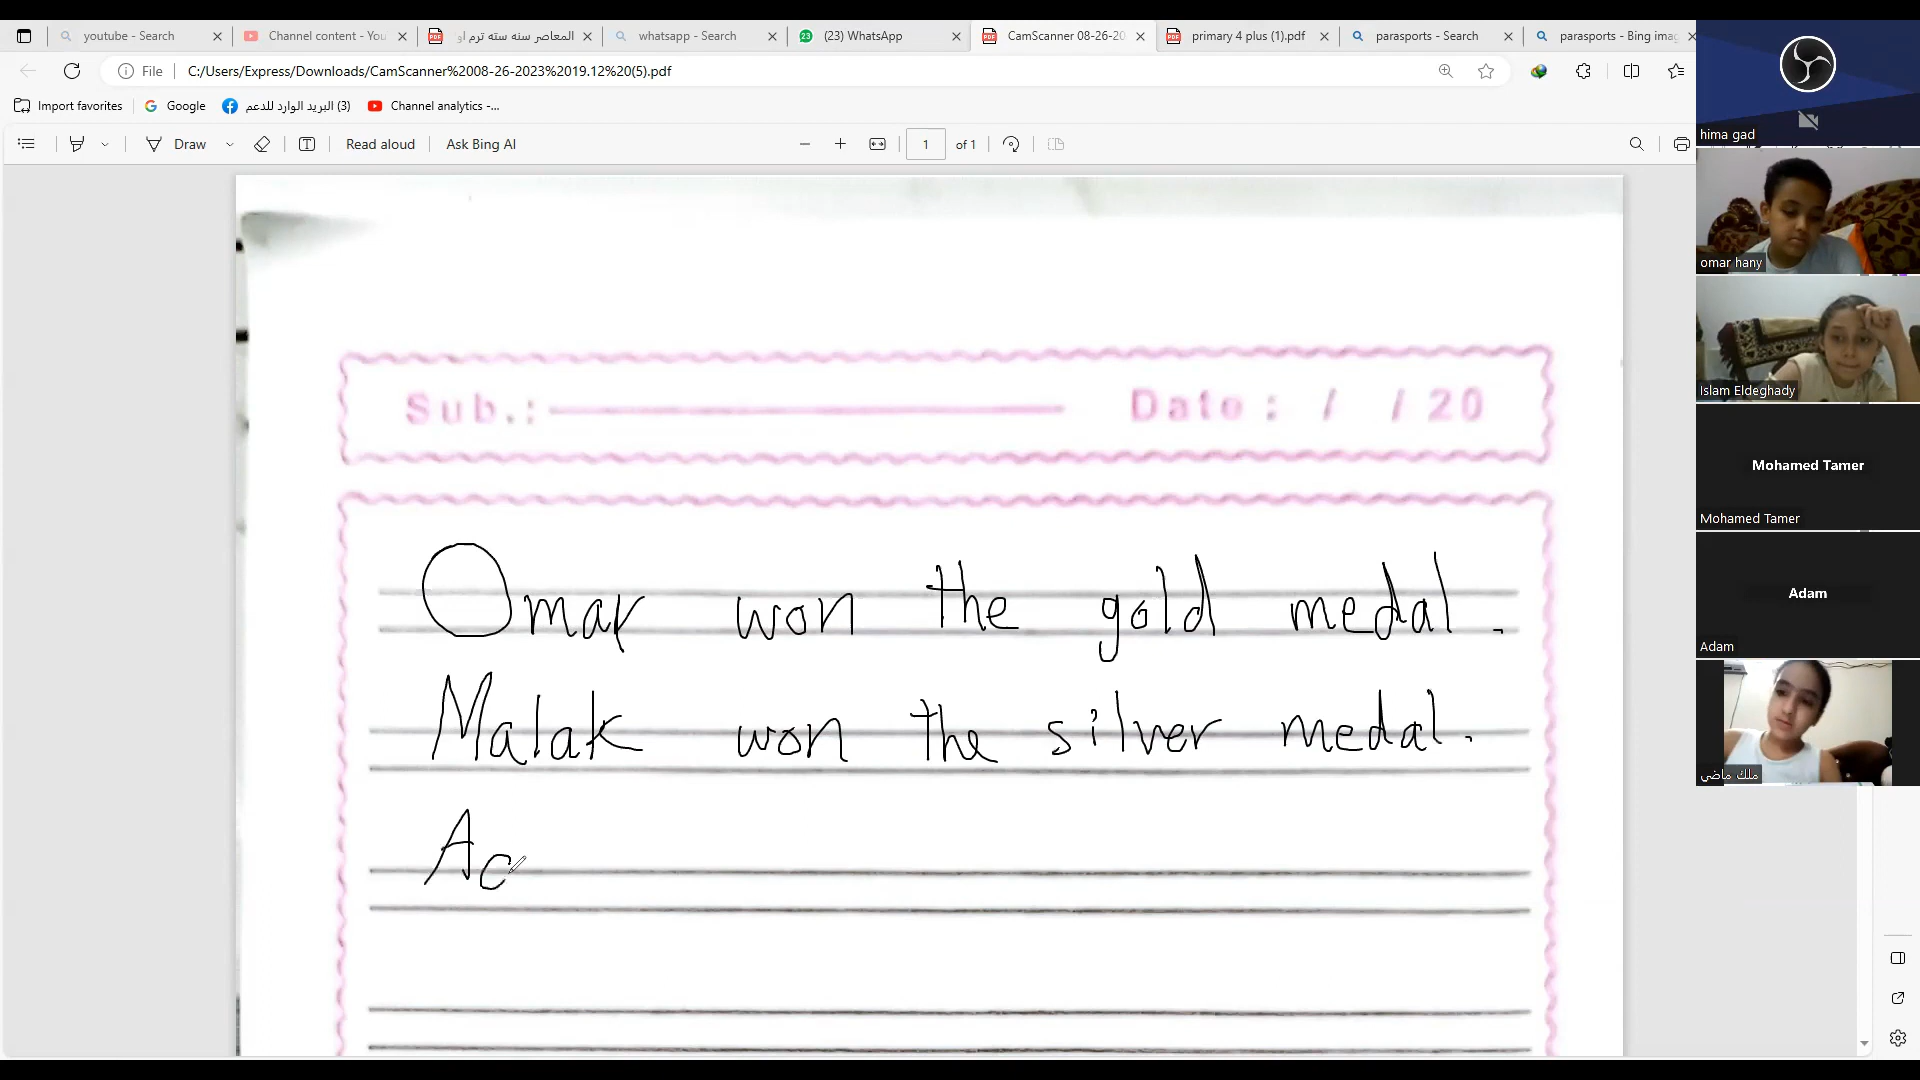 youtube - Search
Channel content - You
المعاصر سنه سته ترم او
whatsapp - Search
(23) WhatsApp
CamScanner 08-26-20
primary 4 plus (1).pdf
parasports - Search
parasports - Bing imag
File
C:/Users/Express/Downloads/CamScanner%2008-26-2023%2019.12%20(5).pdf
Import favorites
Google
(3) البريد الوارد للدعم
Channel analytics -...
Draw
Read aloud
Ask Bing AI
1 of 1
Sub.:
Date : / / 20
Omar won the gold medal.
Malak won the silver medal.
Ac
hima gad
omar hany
Islam Eldeghady
Mohamed Tamer
Mohamed Tamer
Adam
Adam
ملك ماضي